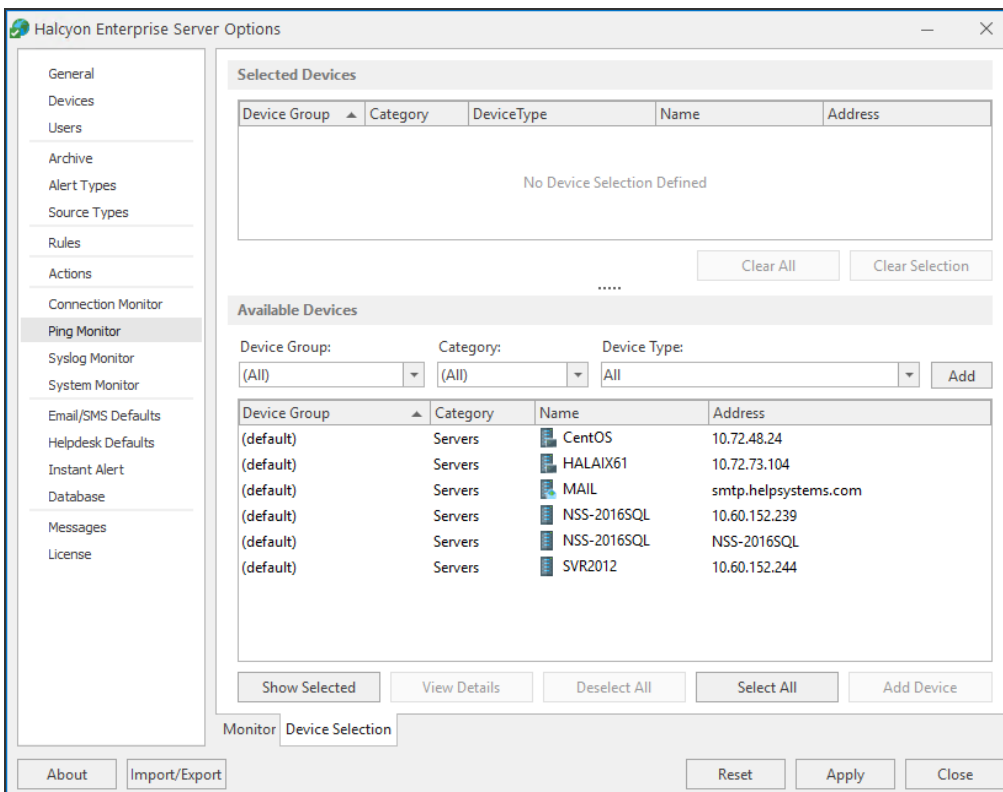 Halcyon Enterprise Server Options
General
Devices
Users
Archive
Alert Types
Source Types
Rules
Actions
Connection Monitor
Ping Monitor
Syslog Monitor
System Monitor
Email/SMS Defaults
Helpdesk Defaults
Instant Alert
Database
Messages
License
Selected Devices
Device Group Category DeviceType Name Address
No Device Selection Defined
Clear All Clear Selection
Available Devices
Device Group: Category: Device Type:
(All) (All) All Add
Device Group Category Name Address
(default) Servers CentOS 10.72.48.24
(default) Servers HALAIX61 10.72.73.104
(default) Servers MAIL smtp.helpsystems.com
(default) Servers NSS-2016SQL 10.60.152.239
(default) Servers NSS-2016SQL NSS-2016SQL
(default) Servers SVR2012 10.60.152.244
Show Selected View Details Deselect All Select All Add Device
Monitor Device Selection
About Import/Export Reset Apply Close